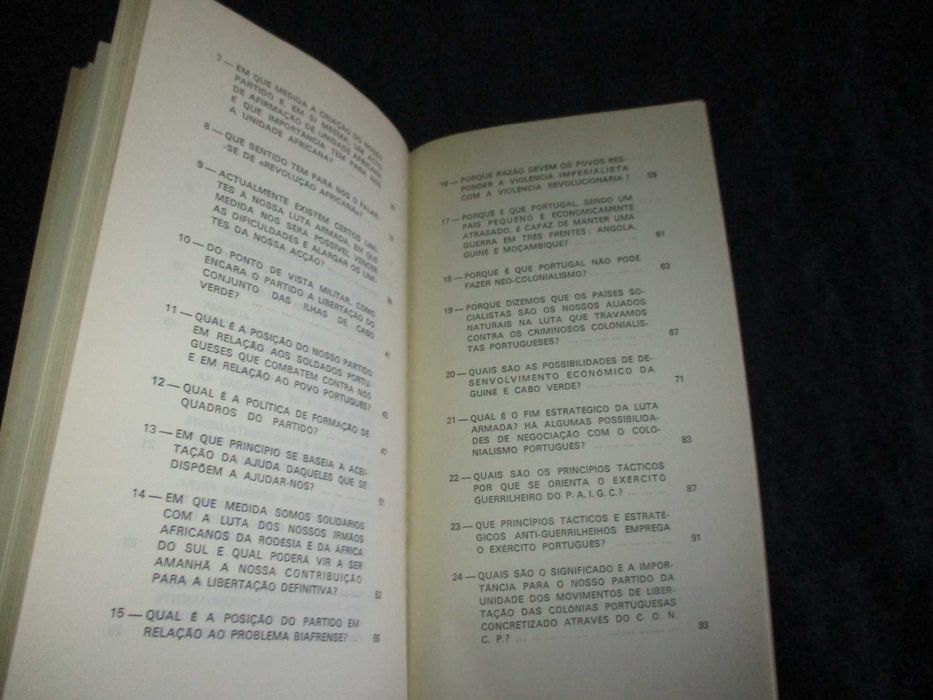 7 — EM QUE MEDIDA A CRIAÇÃO DO NOSSO
PARTIDO É, EM SI MESMA, UM ACTO
DE AFIRMAÇÃO DE UNIDADE AFRICANA
E QUE IMPORTÂNCIA TEM PARA NÓS
A UNIDADE AFRICANA?
8 — QUE SENTIDO TEM PARA NÓS O FALAR-
-SE DE «REVOLUÇÃO AFRICANA»?
9 — ACTUALMENTE EXISTEM CERTOS LIMI-
TES A NOSSA LUTA ARMADA. EM QUE
MEDIDA NOS SERÁ POSSÍVEL VENCER
AS DIFICULDADES E ALARGAR OS LIMI-
TES DA NOSSA ACÇÃO? ... ... ...
10 — DO PONTO DE VISTA MILITAR, COMO
ENCARA O PARTIDO A LIBERTAÇÃO DO
CONJUNTO DAS ILHAS DE CABO
VERDE? ... ... ... ... ...
11 — QUAL É A POSIÇÃO DO NOSSO PARTIDO
EM RELAÇÃO AOS SOLDADOS PORTU-
GUESES QUE COMBATEM CONTRA NÓS
E EM RELAÇÃO AO POVO PORTUGUÊS?
12 — QUAL É A POLÍTICA DE FORMAÇÃO DE
QUADROS DO PARTIDO? ... ... ... 47
13 — EM QUE PRINCÍPIO SE BASEIA A ACEI-
TAÇÃO DA AJUDA DAQUELES QUE SE
DISPÕEM A AJUDAR-NOS? ... ... ... 51
14 — EM QUE MEDIDA SOMOS SOLIDÁRIOS
COM A LUTA DOS NOSSOS IRMÃOS
AFRICANOS DA RODÉSIA E DA ÁFRICA
DO SUL E QUAL PODERÁ VIR A SER
AMANHÃ A NOSSA CONTRIBUIÇÃO
PARA A LIBERTAÇÃO DEFINITIVA? ... 53
15 — QUAL É A POSIÇÃO DO PARTIDO EM
RELAÇÃO AO PROBLEMA BIAFRENSE? ... 55
16 — PORQUE RAZÃO DEVEM OS POVOS RES-
PONDER A VIOLÊNCIA IMPERIALISTA
COM A VIOLÊNCIA REVOLUCIONÁRIA? 59
17 — PORQUE É QUE PORTUGAL, SENDO UM
PAÍS PEQUENO E ECONOMICAMENTE
ATRASADO, É CAPAZ DE MANTER UMA
GUERRA EM TRÊS FRENTES: ANGOLA,
GUINÉ E MOÇAMBIQUE? ... ... ... 61
18 — PORQUE É QUE PORTUGAL NÃO PODE
FAZER NEO-COLONIALISMO? ... ... ... 63
19 — PORQUE DIZEMOS QUE OS PAÍSES SO-
CIALISTAS SÃO OS NOSSOS ALIADOS
NATURAIS NA LUTA QUE TRAVAMOS
CONTRA OS CRIMINOSOS COLONIALIS-
TAS PORTUGUESES? ... ... ... ... 67
20 — QUAIS SÃO AS POSSIBILIDADES DE DE-
SENVOLVIMENTO ECONÓMICO DA
GUINÉ E CABO VERDE? ... ... ... ... 71
21 — QUAL É O FIM ESTRATÉGICO DA LUTA
ARMADA? HÁ ALGUMAS POSSIBILIDA-
DES DE NEGOCIAÇÃO COM O COLO-
NIALISMO PORTUGUÊS? ... ... ... ... 83
22 — QUAIS SÃO OS PRINCÍPIOS TÁCTICOS
POR QUE SE ORIENTA O EXÉRCITO
GUERRILHEIRO DO P. A. I. G. C.? ... ... 87
23 — QUE PRINCÍPIOS TÁCTICOS E ESTRATÉ-
GICOS ANTI-GUERRILHEIROS EMPREGA
O EXÉRCITO PORTUGUÊS? ... ... ... ... 91
24 — QUAIS SÃO O SIGNIFICADO E A IMPOR-
TÂNCIA PARA O NOSSO PARTIDO DA
UNIDADE DOS MOVIMENTOS DE LIBER-
TAÇÃO DAS COLÓNIAS PORTUGUESAS
CONCRETIZADO ATRAVÉS DO C. O. N.
C. P.? ... ... ... ... ... ... ... ... 93